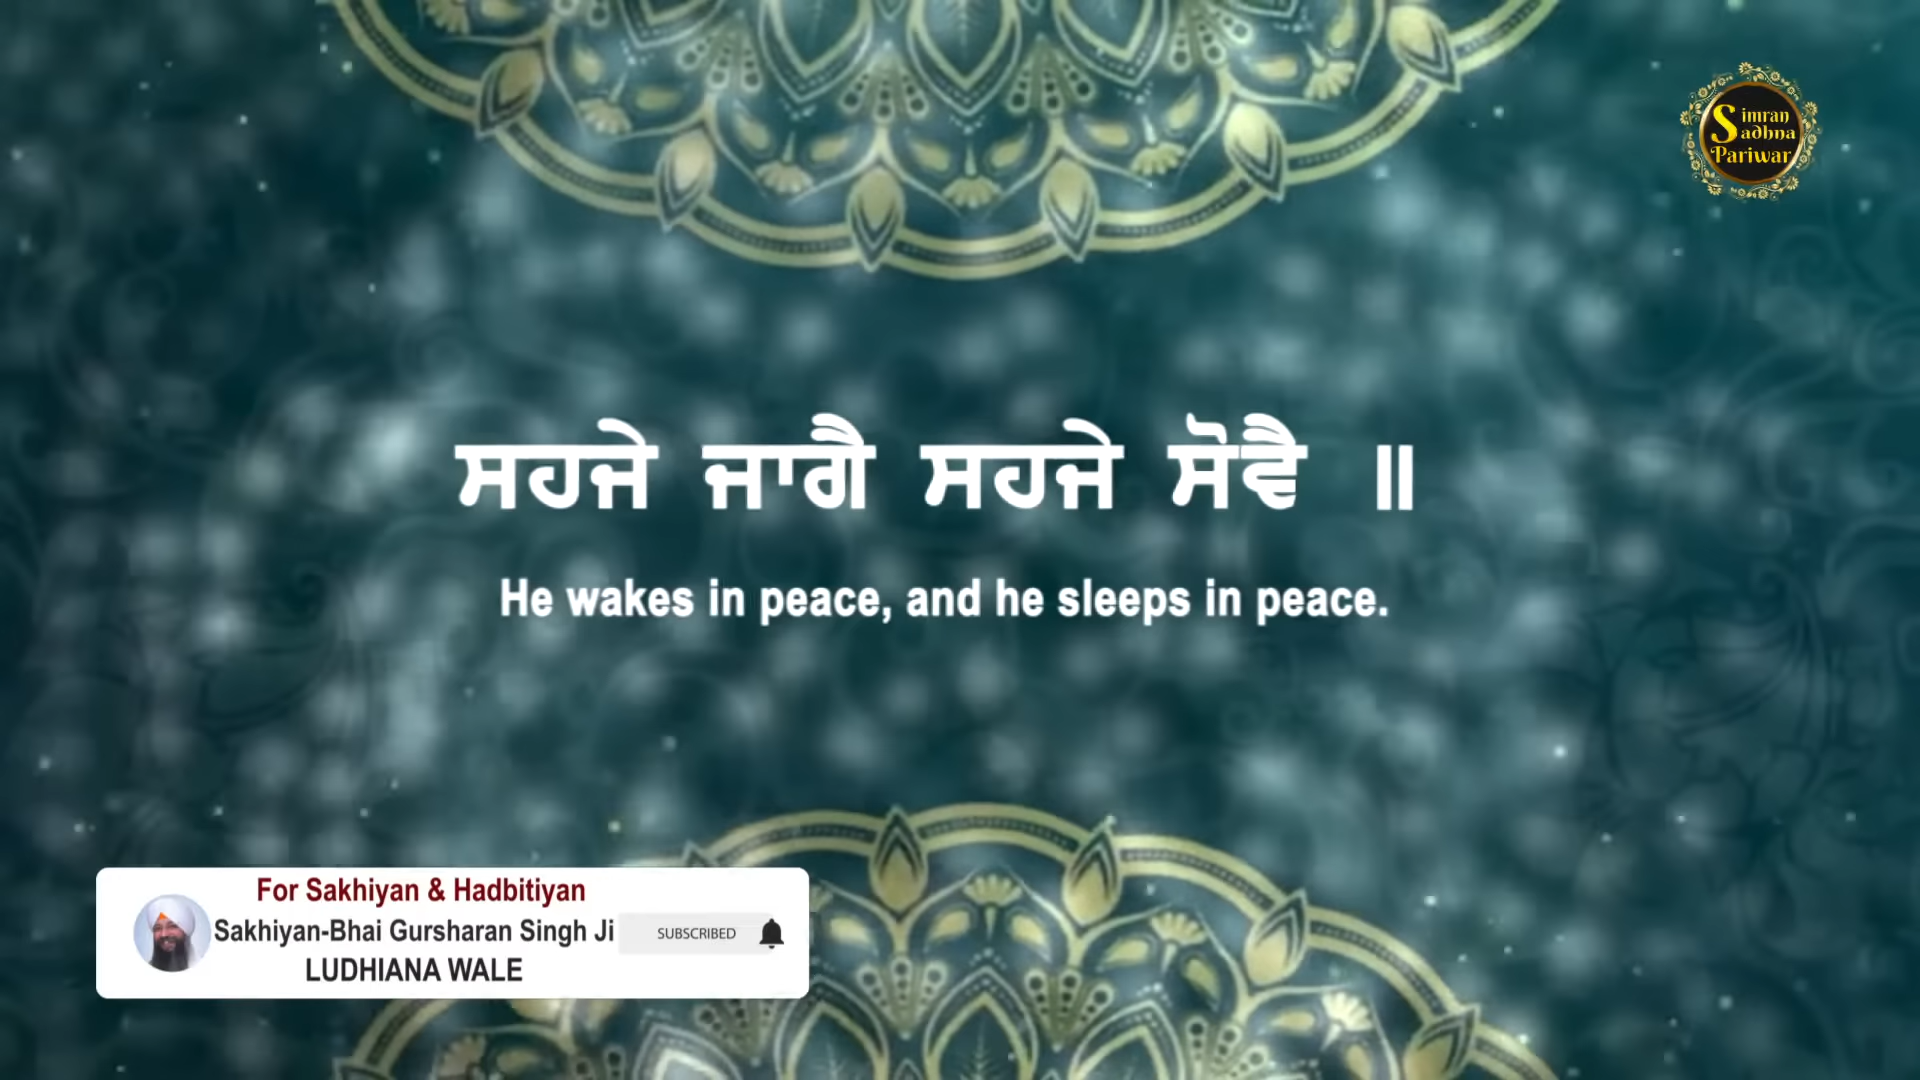 Simran
Sadhna
Pariwar
ਸਹਜੇ ਜਾਗੈ ਸਹਜੇ ਸੋਵੈ ॥
He wakes in peace, and he sleeps in peace.
For Sakhiyan & Hadbitiyan
Sakhiyan-Bhai Gursharan Singh Ji
SUBSCRIBED
LUDHIANA WALE